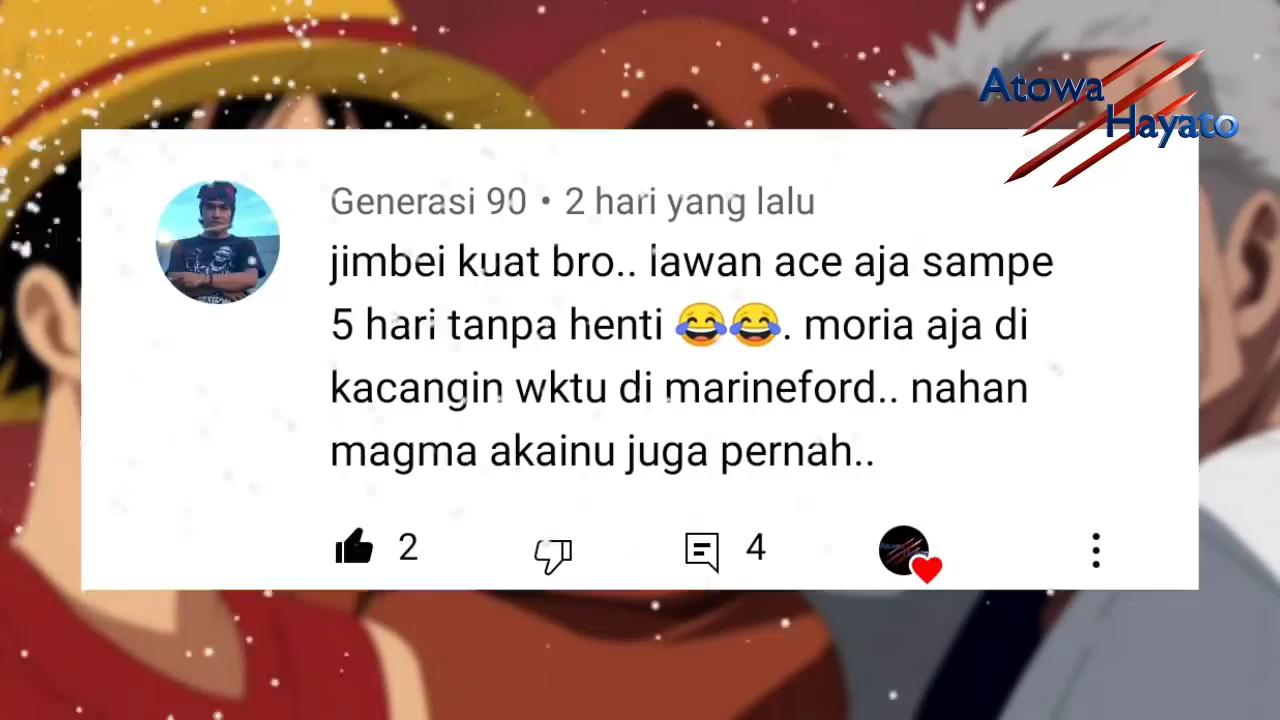 Atowa
Hayato
Generasi 90 • 2 hari yang lalu
jimbei kuat bro.. lawan ace aja sampe
5 hari tanpa henti 😂😂. moria aja di
kacangin wktu di marineford.. nahan
magma akainu juga pernah..
2
4